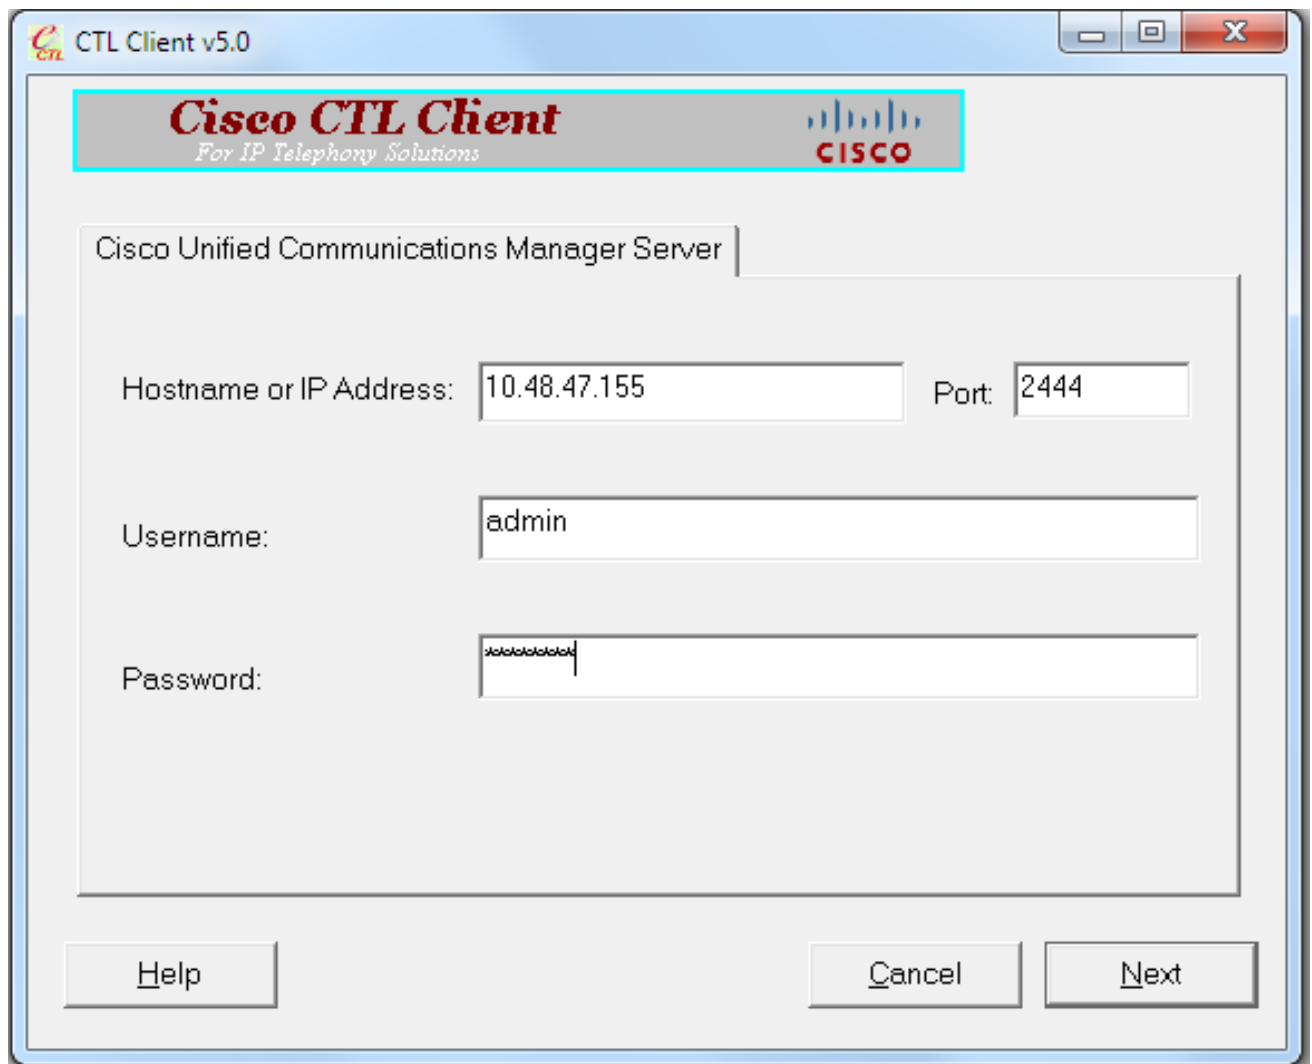 CTL Client v5.0
Cisco CTL Client
For IP Telephony Solutions
CISCO
Cisco Unified Communications Manager Server
Hostname or IP Address: 10.48.47.155 Port: 2444
Username: admin
Password: *********
Help Cancel Next